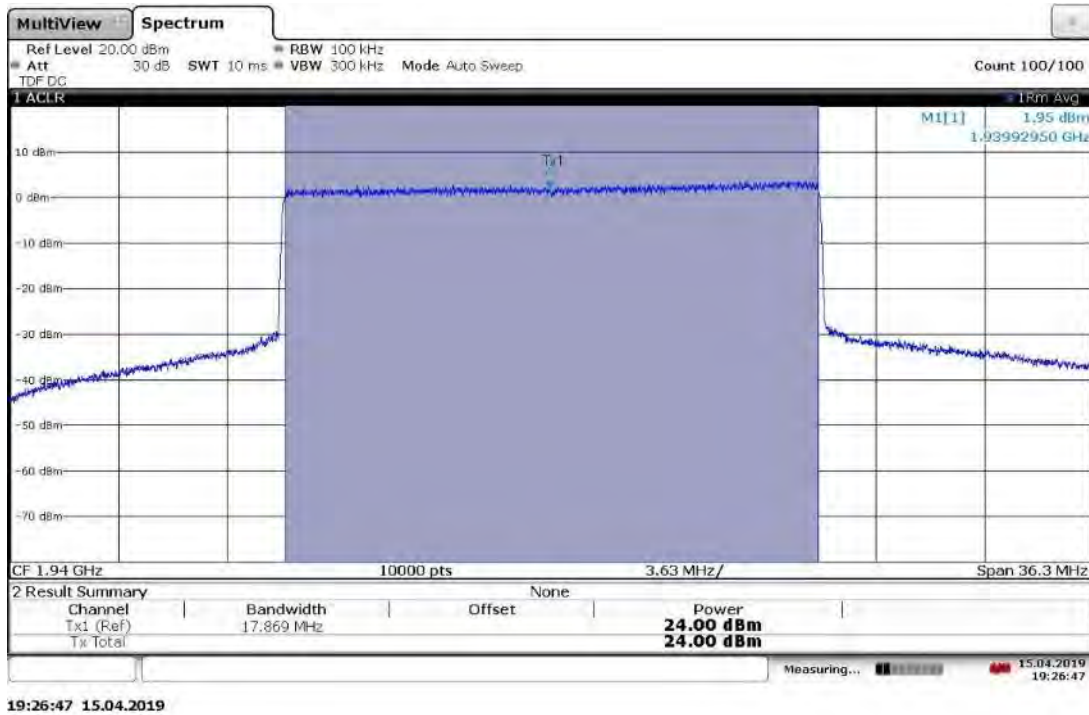 MultiView Spectrum
Ref Level 20.00 dBm RBW 100 kHz
Att 30 dB SWT 10 ms VBW 300 kHz Mode Auto Sweep Count 100/100
TDF DC
1 ACLR 1Rm Avg
M1[1] 1.95 dBm
1.93992950 GHz
10 dBm
Tx1
0 dBm
-10 dBm
-20 dBm
-30 dBm
-40 dBm
-50 dBm
-60 dBm
-70 dBm
CF 1.94 GHz 10000 pts 3.63 MHz/ Span 36.3 MHz
2 Result Summary None
Channel Bandwidth Offset Power
Tx1 (Ref) 17.869 MHz 24.00 dBm
Tx Total 24.00 dBm
Measuring... 15.04.2019
19:26:47
19:26:47 15.04.2019